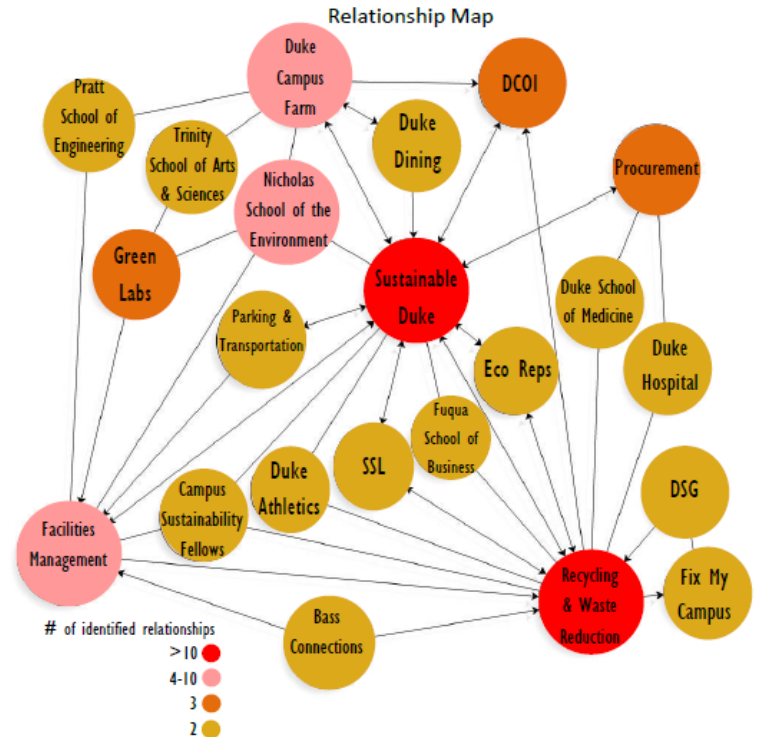 Relationship Map
Duke
Campus
Farm
DCOI
Pratt
School of
Engineering
Trinity
School of Arts
& Sciences
Duke
Dining
Procurement
Nicholas
School of the
Environment
Green
Labs
Sustainable
Duke
Duke School
of Medicine
Parking &
Transportation
Eco Reps
Duke
Hospital
Fuqua
School of
Business
SSL
Duke
Athletics
Campus
Sustainability
Fellows
DSG
Facilities
Management
Recycling
& Waste
Reduction
Fix My
Campus
Bass
Connections
# of identified relationships
>10
4-10
3
2